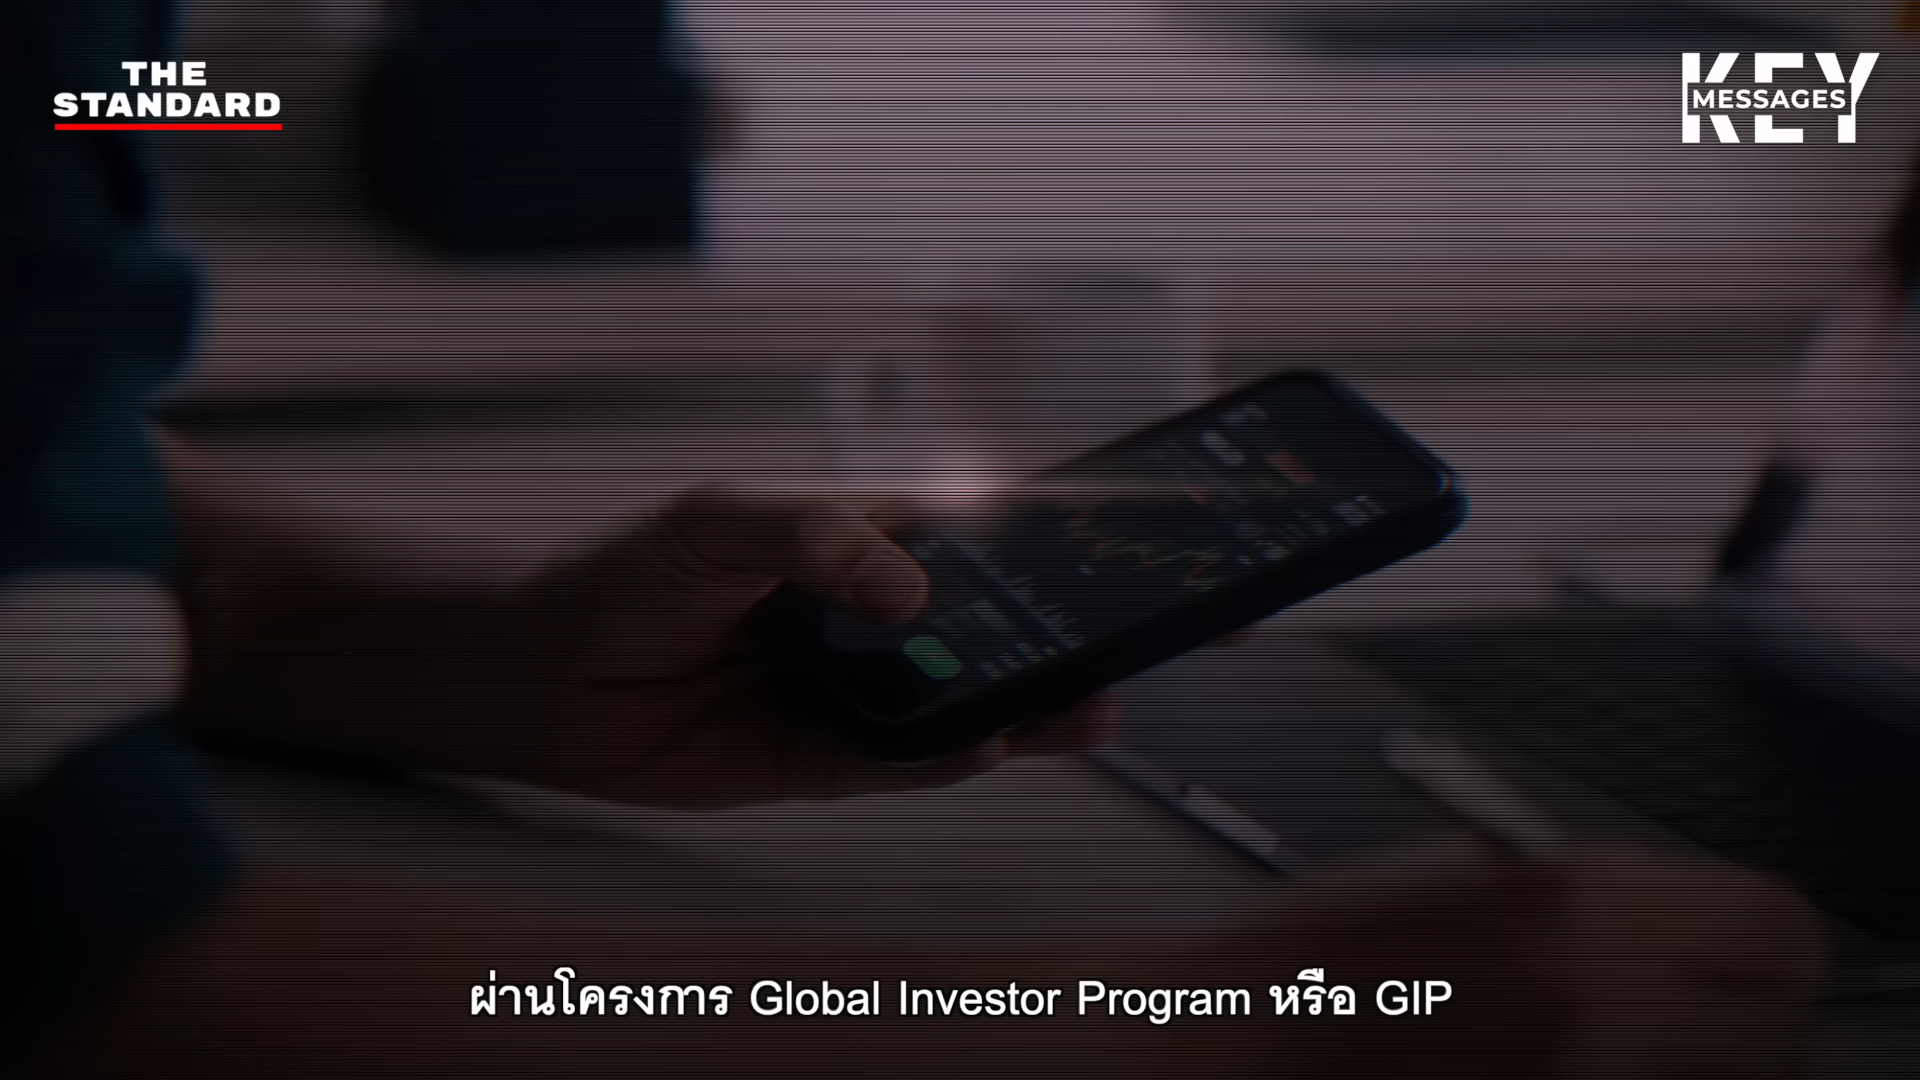 THE
STANDARD
KEY
MESSAGES
ผ่านโครงการ Global Investor Program หรือ GIP